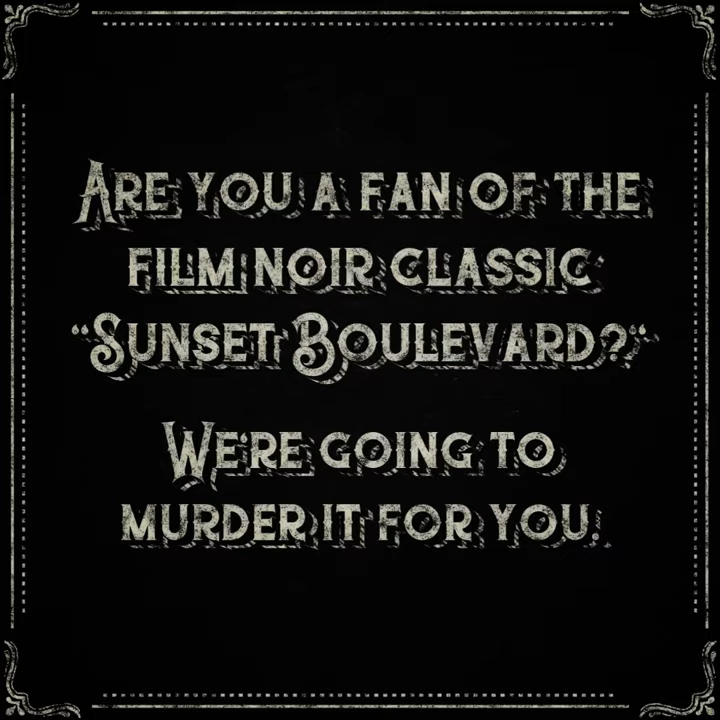 Are you a fan of the
film noir classic
“Sunset Boulevard?“
We're going to
murder it for you.